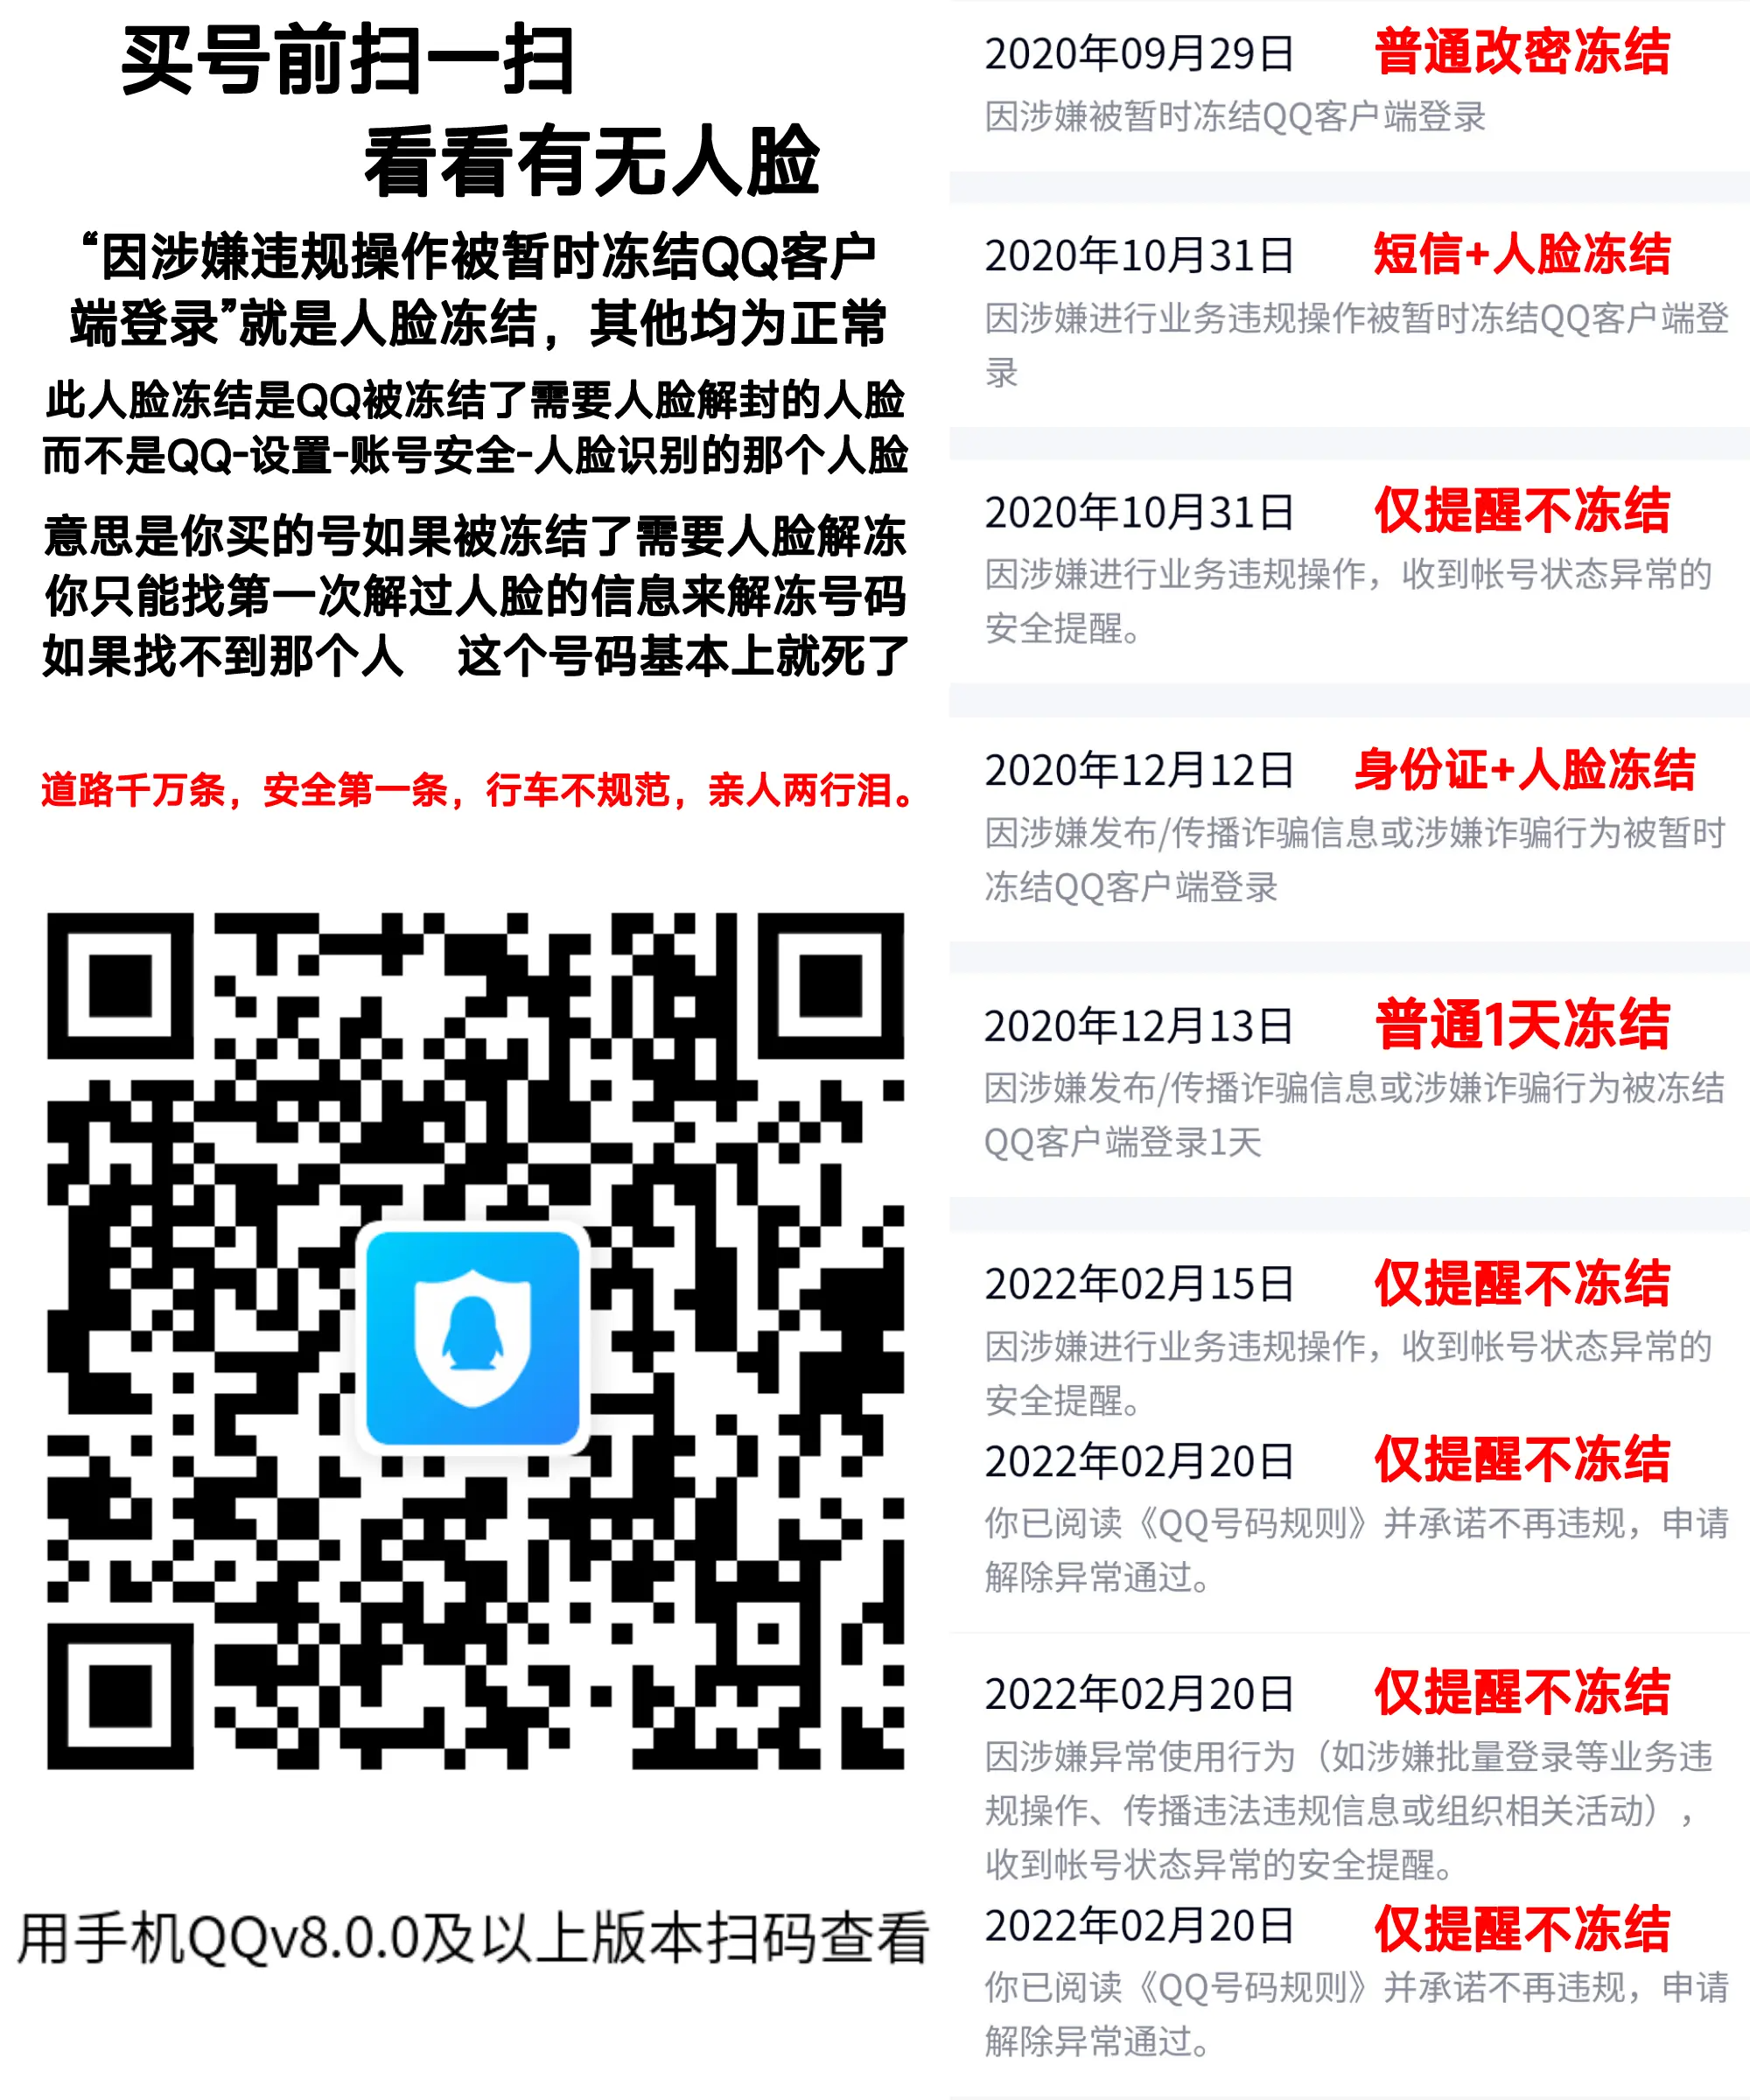 买号前扫一扫
看看有无人脸
“因涉嫌违规操作被暂时冻结QQ客户
端登录”就是人脸冻结，其他均为正常
此人脸冻结是QQ被冻结了需要人脸解封的人脸
而不是QQ-设置-账号安全-人脸识别的那个人脸
意思是你买的号如果被冻结了需要人脸解冻
你只能找第一次解过人脸的信息来解冻号码
如果找不到那个人 这个号码基本上就死了
道路千万条，安全第一条，行车不规范，亲人两行泪。
用手机QQv8.0.0及以上版本扫码查看
2020年09月29日 普通改密冻结
因涉嫌被暂时冻结QQ客户端登录
2020年10月31日 短信+人脸冻结
因涉嫌进行业务违规操作被暂时冻结QQ客户端登
录
2020年10月31日 仅提醒不冻结
因涉嫌进行业务违规操作，收到帐号状态异常的
安全提醒。
2020年12月12日 身份证+人脸冻结
因涉嫌发布/传播诈骗信息或涉嫌诈骗行为被暂时
冻结QQ客户端登录
2020年12月13日 普通1天冻结
因涉嫌发布/传播诈骗信息或涉嫌诈骗行为被冻结
QQ客户端登录1天
2022年02月15日 仅提醒不冻结
因涉嫌进行业务违规操作，收到帐号状态异常的
安全提醒。
2022年02月20日 仅提醒不冻结
你已阅读《QQ号码规则》并承诺不再违规，申请
解除异常通过。
2022年02月20日 仅提醒不冻结
因涉嫌异常使用行为（如涉嫌批量登录等业务违
规操作、传播违法违规信息或组织相关活动），
收到帐号状态异常的安全提醒。
2022年02月20日 仅提醒不冻结
你已阅读《QQ号码规则》并承诺不再违规，申请
解除异常通过。